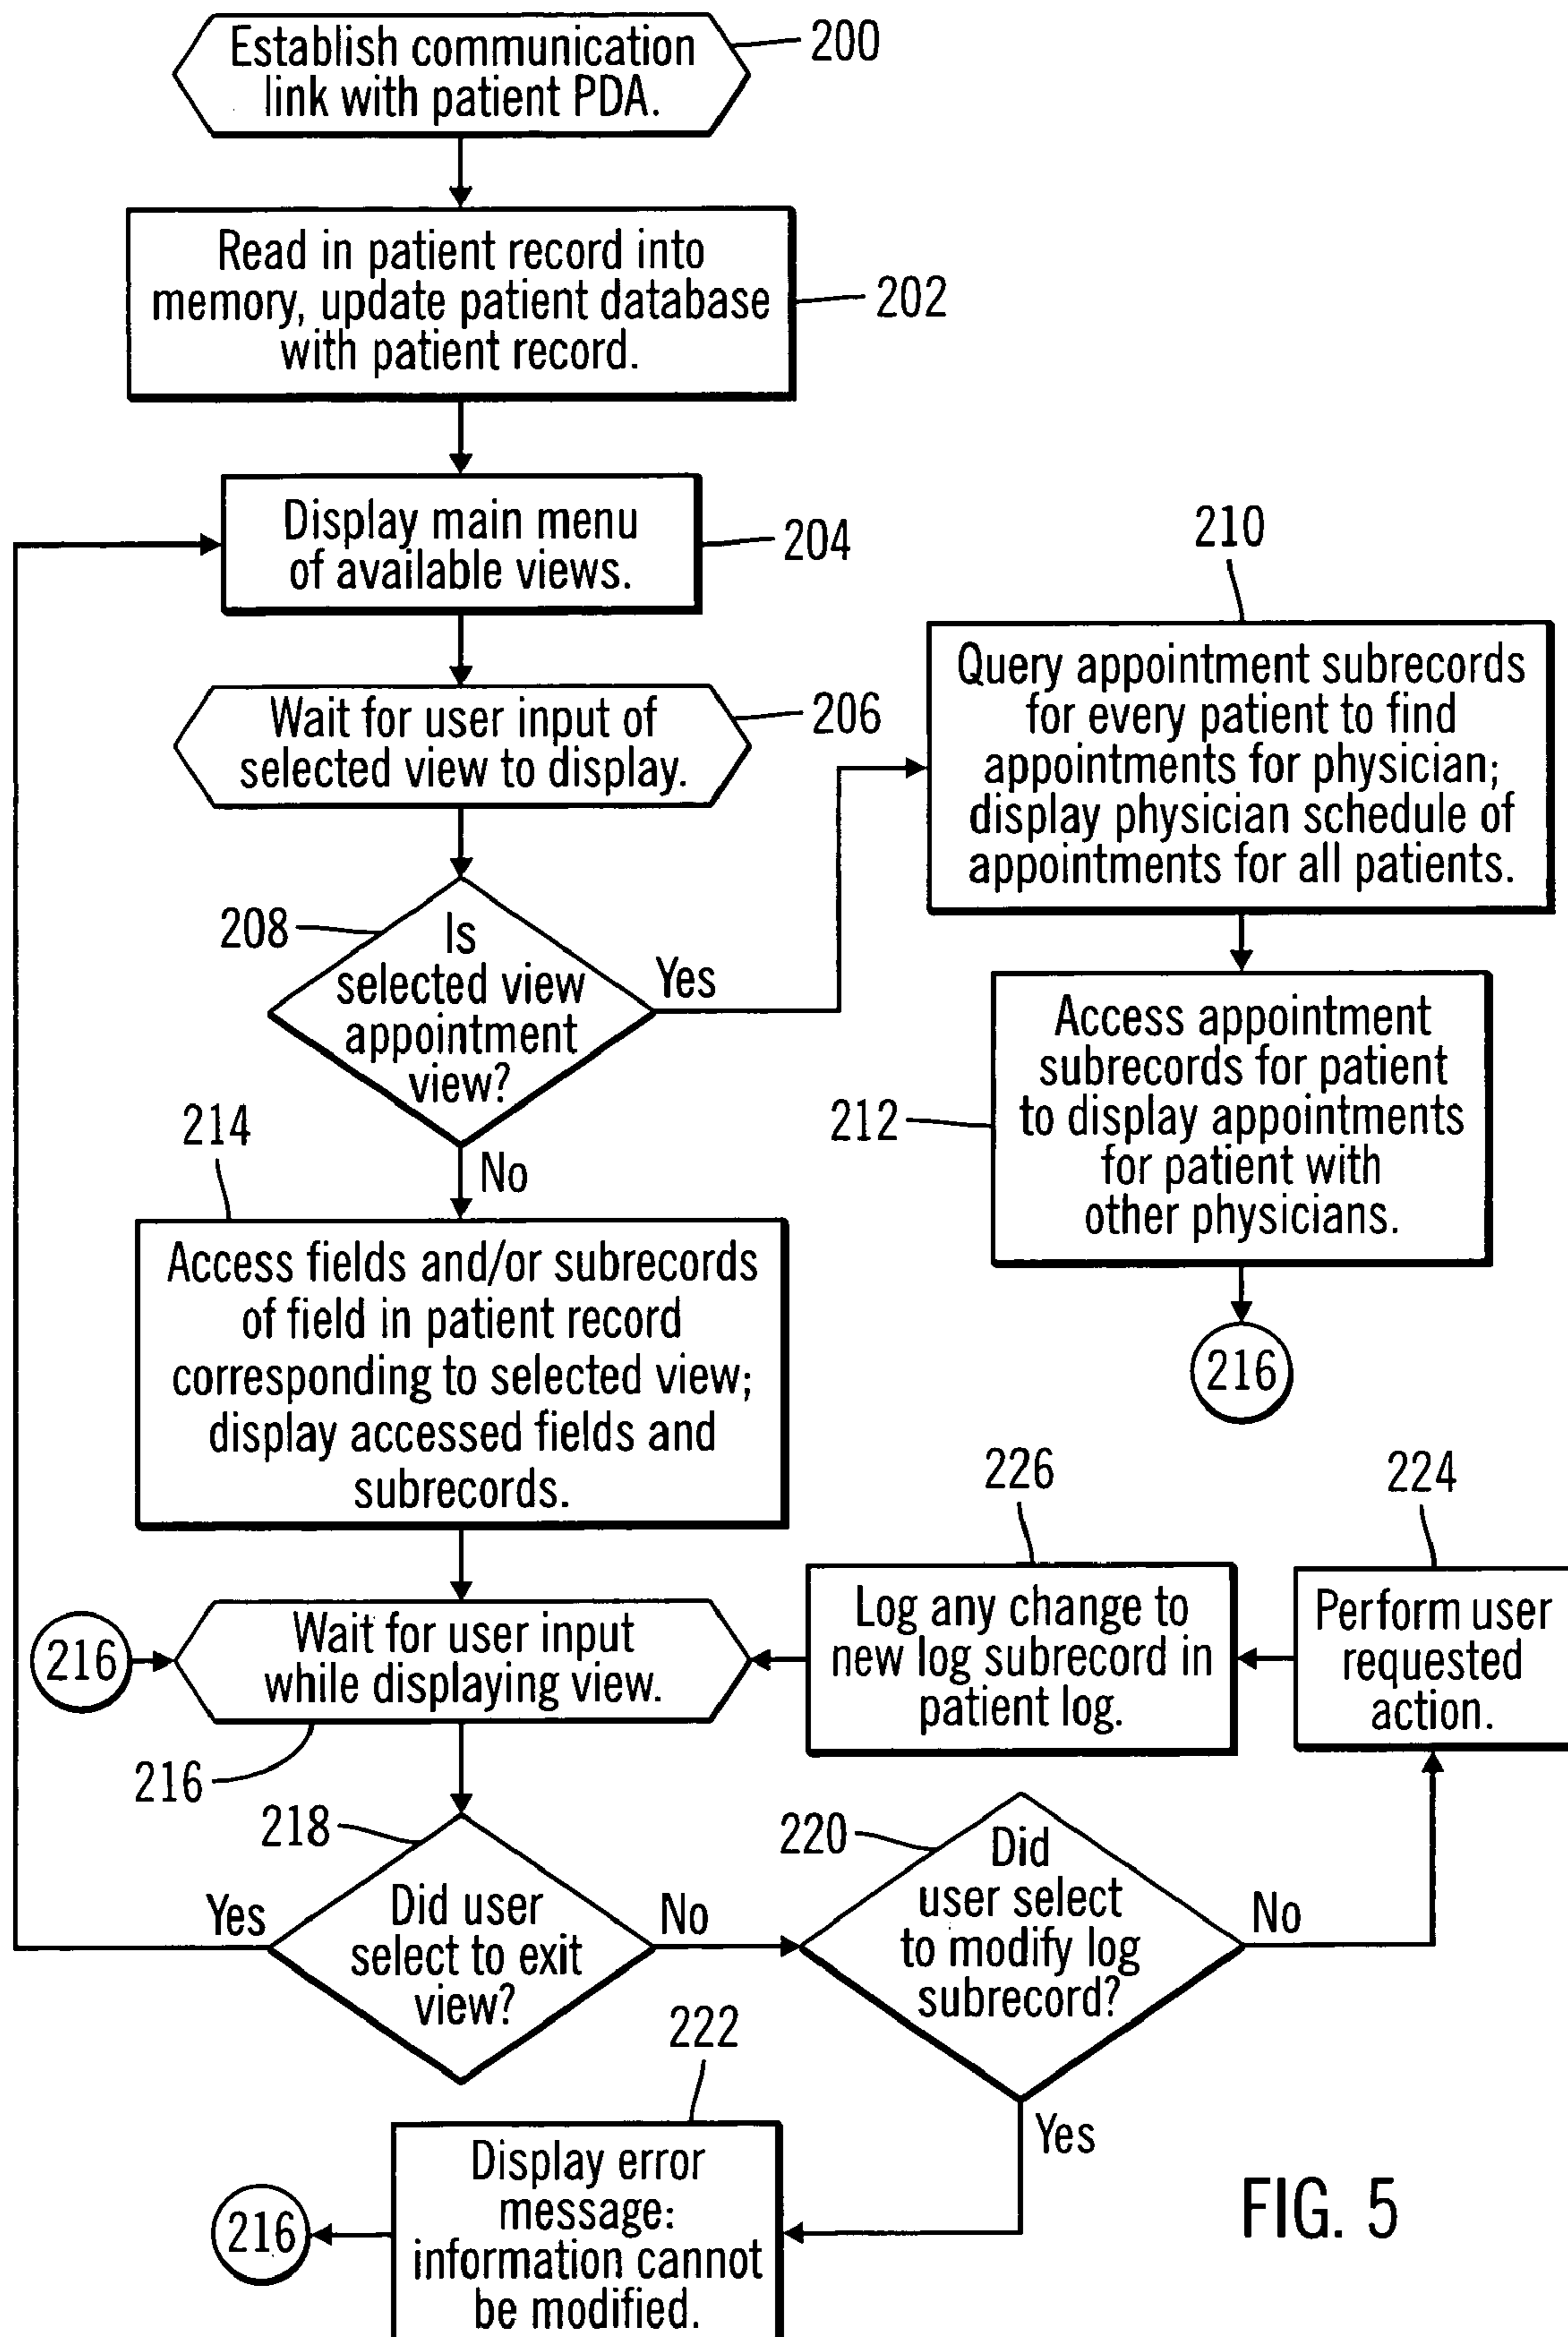 Establish communication
link with patient PDA.
200
Read in patient record into
memory, update patient database
with patient record.
202
Display main menu
of available views.
204
Wait for user input of
selected view to display.
206
208
Is
selected view
appointment
view?
Yes
No
210
Query appointment subrecords
for every patient to find
appointments for physician;
display physician schedule of
appointments for all patients.
212
Access appointment
subrecords for patient
to display appointments
for patient with
other physicians.
216
214
Access fields and/or subrecords
of field in patient record
corresponding to selected view;
display accessed fields and
subrecords.
216
Wait for user input
while displaying view.
216
226
Log any change to
new log subrecord in
patient log.
224
Perform user
requested
action.
218
Did user
select to exit
view?
Yes
No
220
Did
user select
to modify log
subrecord?
No
Yes
222
Display error
message:
information cannot
be modified.
216
FIG. 5